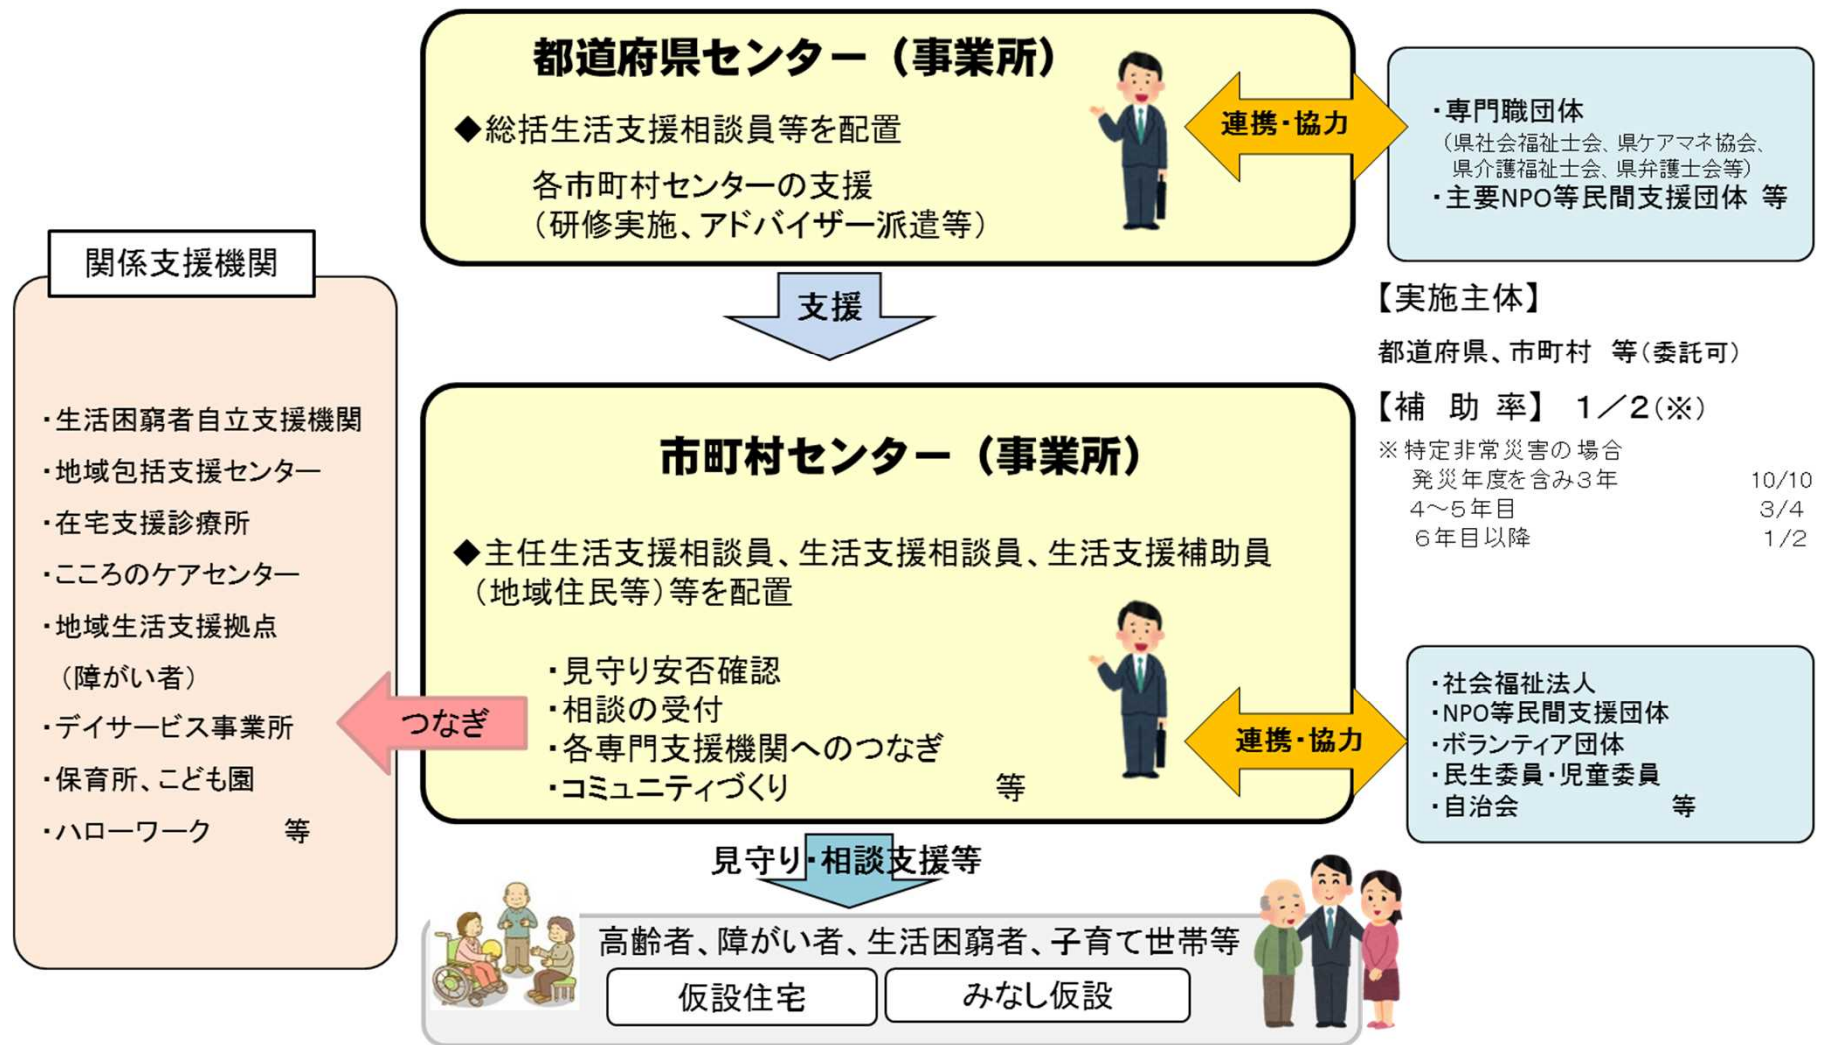 都道府県センター（事業所）
◆総括生活支援相談員等を配置
各市町村センターの支援
（研修実施、アドバイザー派遣等）
連携・協力
・専門職団体
（県社会福祉士会、県ケアマネ協会、
県介護福祉士会、県弁護士会等）
・主要NPO等民間支援団体 等
支援
【実施主体】
都道府県、市町村 等（委託可）
【補 助 率】 １／２（※）
※特定非常災害の場合
発災年度を含み３年 10/10
４～５年目 3/4
６年目以降 1/2
関係支援機関
・生活困窮者自立支援機関
・地域包括支援センター
・在宅支援診療所
・こころのケアセンター
・地域生活支援拠点
（障がい者）
・デイサービス事業所
・保育所、こども園
・ハローワーク 等
市町村センター（事業所）
◆主任生活支援相談員、生活支援相談員、生活支援補助員
（地域住民等）等を配置
・見守り安否確認
・相談の受付
・各専門支援機関へのつなぎ
・コミュニティづくり 等
つなぎ
連携・協力
・社会福祉法人
・NPO等民間支援団体
・ボランティア団体
・民生委員・児童委員
・自治会 等
見守り・相談支援等
高齢者、障がい者、生活困窮者、子育て世帯等
仮設住宅
みなし仮設